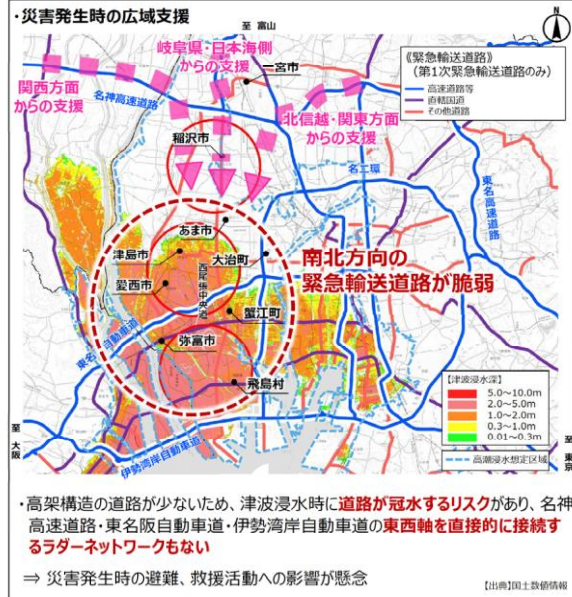 ・災害発生時の広域支援
至 富山
N
岐阜県・日本海側
からの支援
一宮市
《緊急輸送道路》
(第1次緊急輸送道路のみ)
高速道路等
直轄国道
その他道路
関西方面
からの支援
名神高速道路
北信越・関東方面
からの支援
稲沢市
名二環
東名高速道路
あま市
津島市
大治町
南北方向の
緊急輸送道路が脆弱
愛西市
西尾張中央道
蟹江町
東名
自動車道
弥富市
飛島村
【津波浸水深】
5.0～10.0m
2.0～5.0m
1.0～2.0m
0.3～1.0m
0.01～0.3m
高潮浸水想定区域
至 大阪
至 東京
伊勢湾岸自動車道
・高架構造の道路が少ないため、津波浸水時に道路が冠水するリスクがあり、名神
高速道路・東名阪自動車道・伊勢湾岸自動車道の東西軸を直接的に接続す
るラダーネットワークもない
⇒ 災害発生時の避難、救援活動への影響が懸念
【出典】国土数値情報